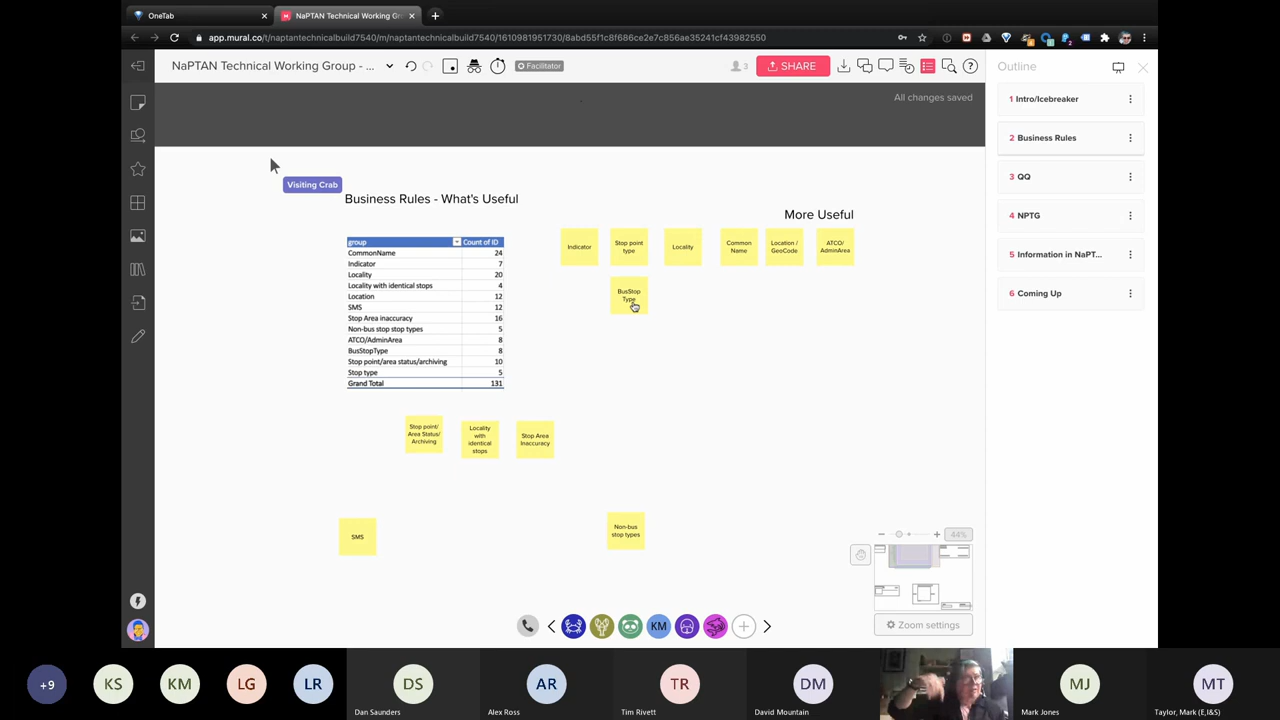 OneTab
NaPTAN Technical Working Gr
app.mural.co/t/naptantechnicalbuild7540/m/naptantechnicalbuild7540/1610981951730/8abd55f1c8f686ce2e7c856ae35241cf43982550
NaPTAN Technical Working Group - ...
Facilitator
3
SHARE
Outline
All changes saved
1 Intro/Icebreaker
2 Business Rules
3 QQ
4 NPTG
5 Information in NaPT...
6 Coming Up
Visiting Crab
Business Rules - What's Useful
More Useful
group Count of ID
CommonName 24
Indicator 7
Locality 20
Locality with identical stops 4
Location 12
SMS 12
Stop Area inaccuracy 16
Non-bus stop stop types 5
ATCO/AdminArea 8
BusStopType 8
Stop point/area status/archiving 10
Stop type 5
Grand Total 131
Indicator
Stop point
type
Locality
Common
Name
Location /
GeoCode
ATCO/
AdminArea
BusStop
Type
Stop point/
Area Status/
Archiving
Locality
with
identical
stops
Stop Area
Inaccuracy
SMS
Non-bus
stop types
44%
Zoom settings
KM
+9
KS
KM
LG
LR
DS
Dan Saunders
AR
Alex Ross
TR
Tim Rivett
DM
David Mountain
MJ
Mark Jones
MT
Taylor, Mark (E,I&S)